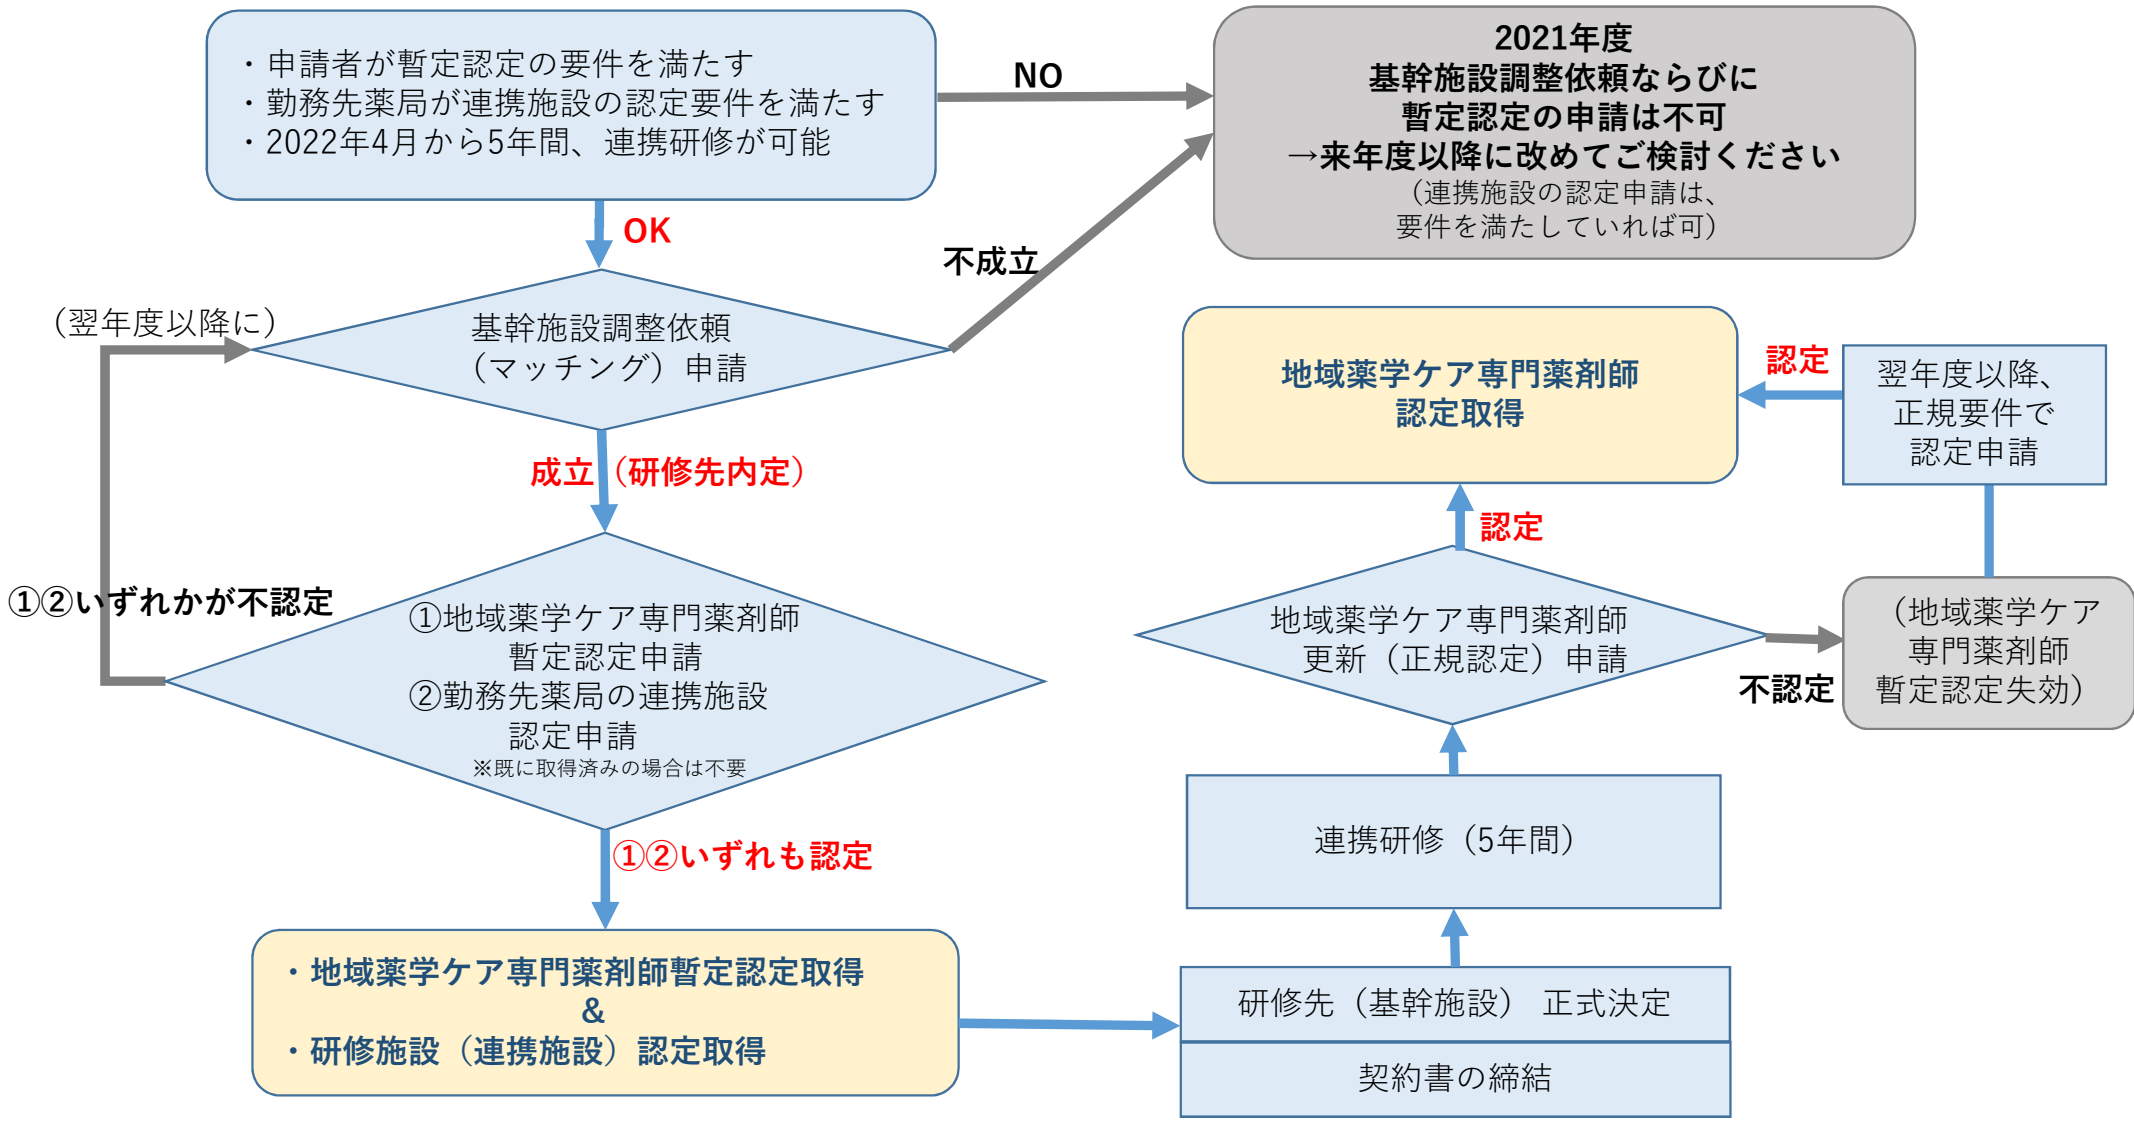 ・申請者が暫定認定の要件を満たす
・勤務先薬局が連携施設の認定要件を満たす
・2022年4月から5年間、連携研修が可能
NO
2021年度
基幹施設調整依頼ならびに
暫定認定の申請は不可
→来年度以降に改めてご検討ください
（連携施設の認定申請は、
要件を満たしていれば可）
OK
不成立
（翌年度以降に）
基幹施設調整依頼
（マッチング）申請
成立（研修先内定）
①②いずれかが不認定
①地域薬学ケア専門薬剤師
暫定認定申請
②勤務先薬局の連携施設
認定申請
※既に取得済みの場合は不要
①②いずれも認定
・地域薬学ケア専門薬剤師暫定認定取得
&
・研修施設（連携施設）認定取得
研修先（基幹施設） 正式決定
契約書の締結
連携研修（5年間）
地域薬学ケア専門薬剤師
更新（正規認定）申請
認定
不認定
（地域薬学ケア
専門薬剤師
暫定認定失効）
翌年度以降、
正規要件で
認定申請
認定
地域薬学ケア専門薬剤師
認定取得